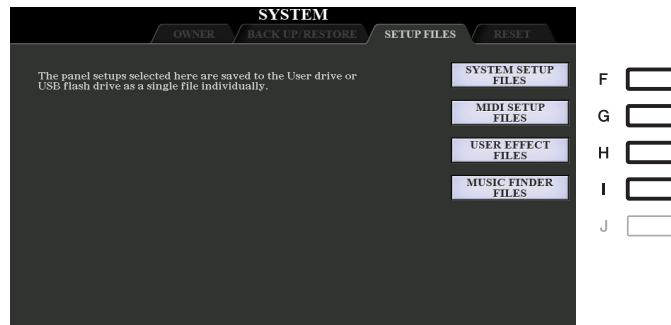 SYSTEM
OWNER
BACK UP/RESTORE
SETUP FILES
RESET
The panel setups selected here are saved to the User drive or
USB flash drive as a single file individually.
SYSTEM SETUP
FILES
F
MIDI SETUP
FILES
G
USER EFFECT
FILES
H
MUSIC FINDER
FILES
I
J